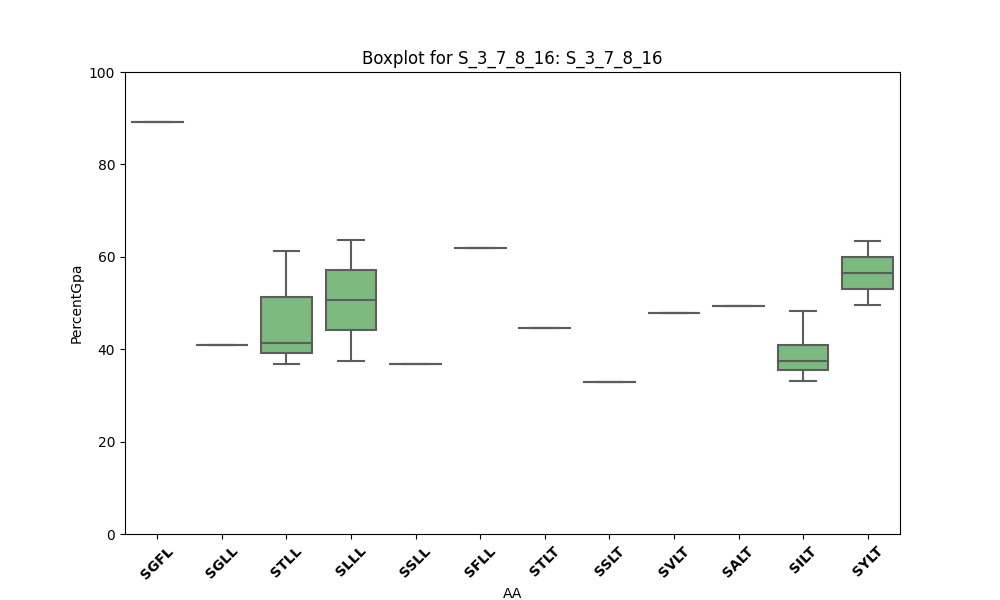 Boxplot for S_3_7_8_16: S_3_7_8_16
100
80
60
40
20
0
PercentGpa
SGFL
SGLL
STLL
SLLL
SSLL
SFLL
STLT
SSLT
SVLT
SALT
SILT
SYLT
AA